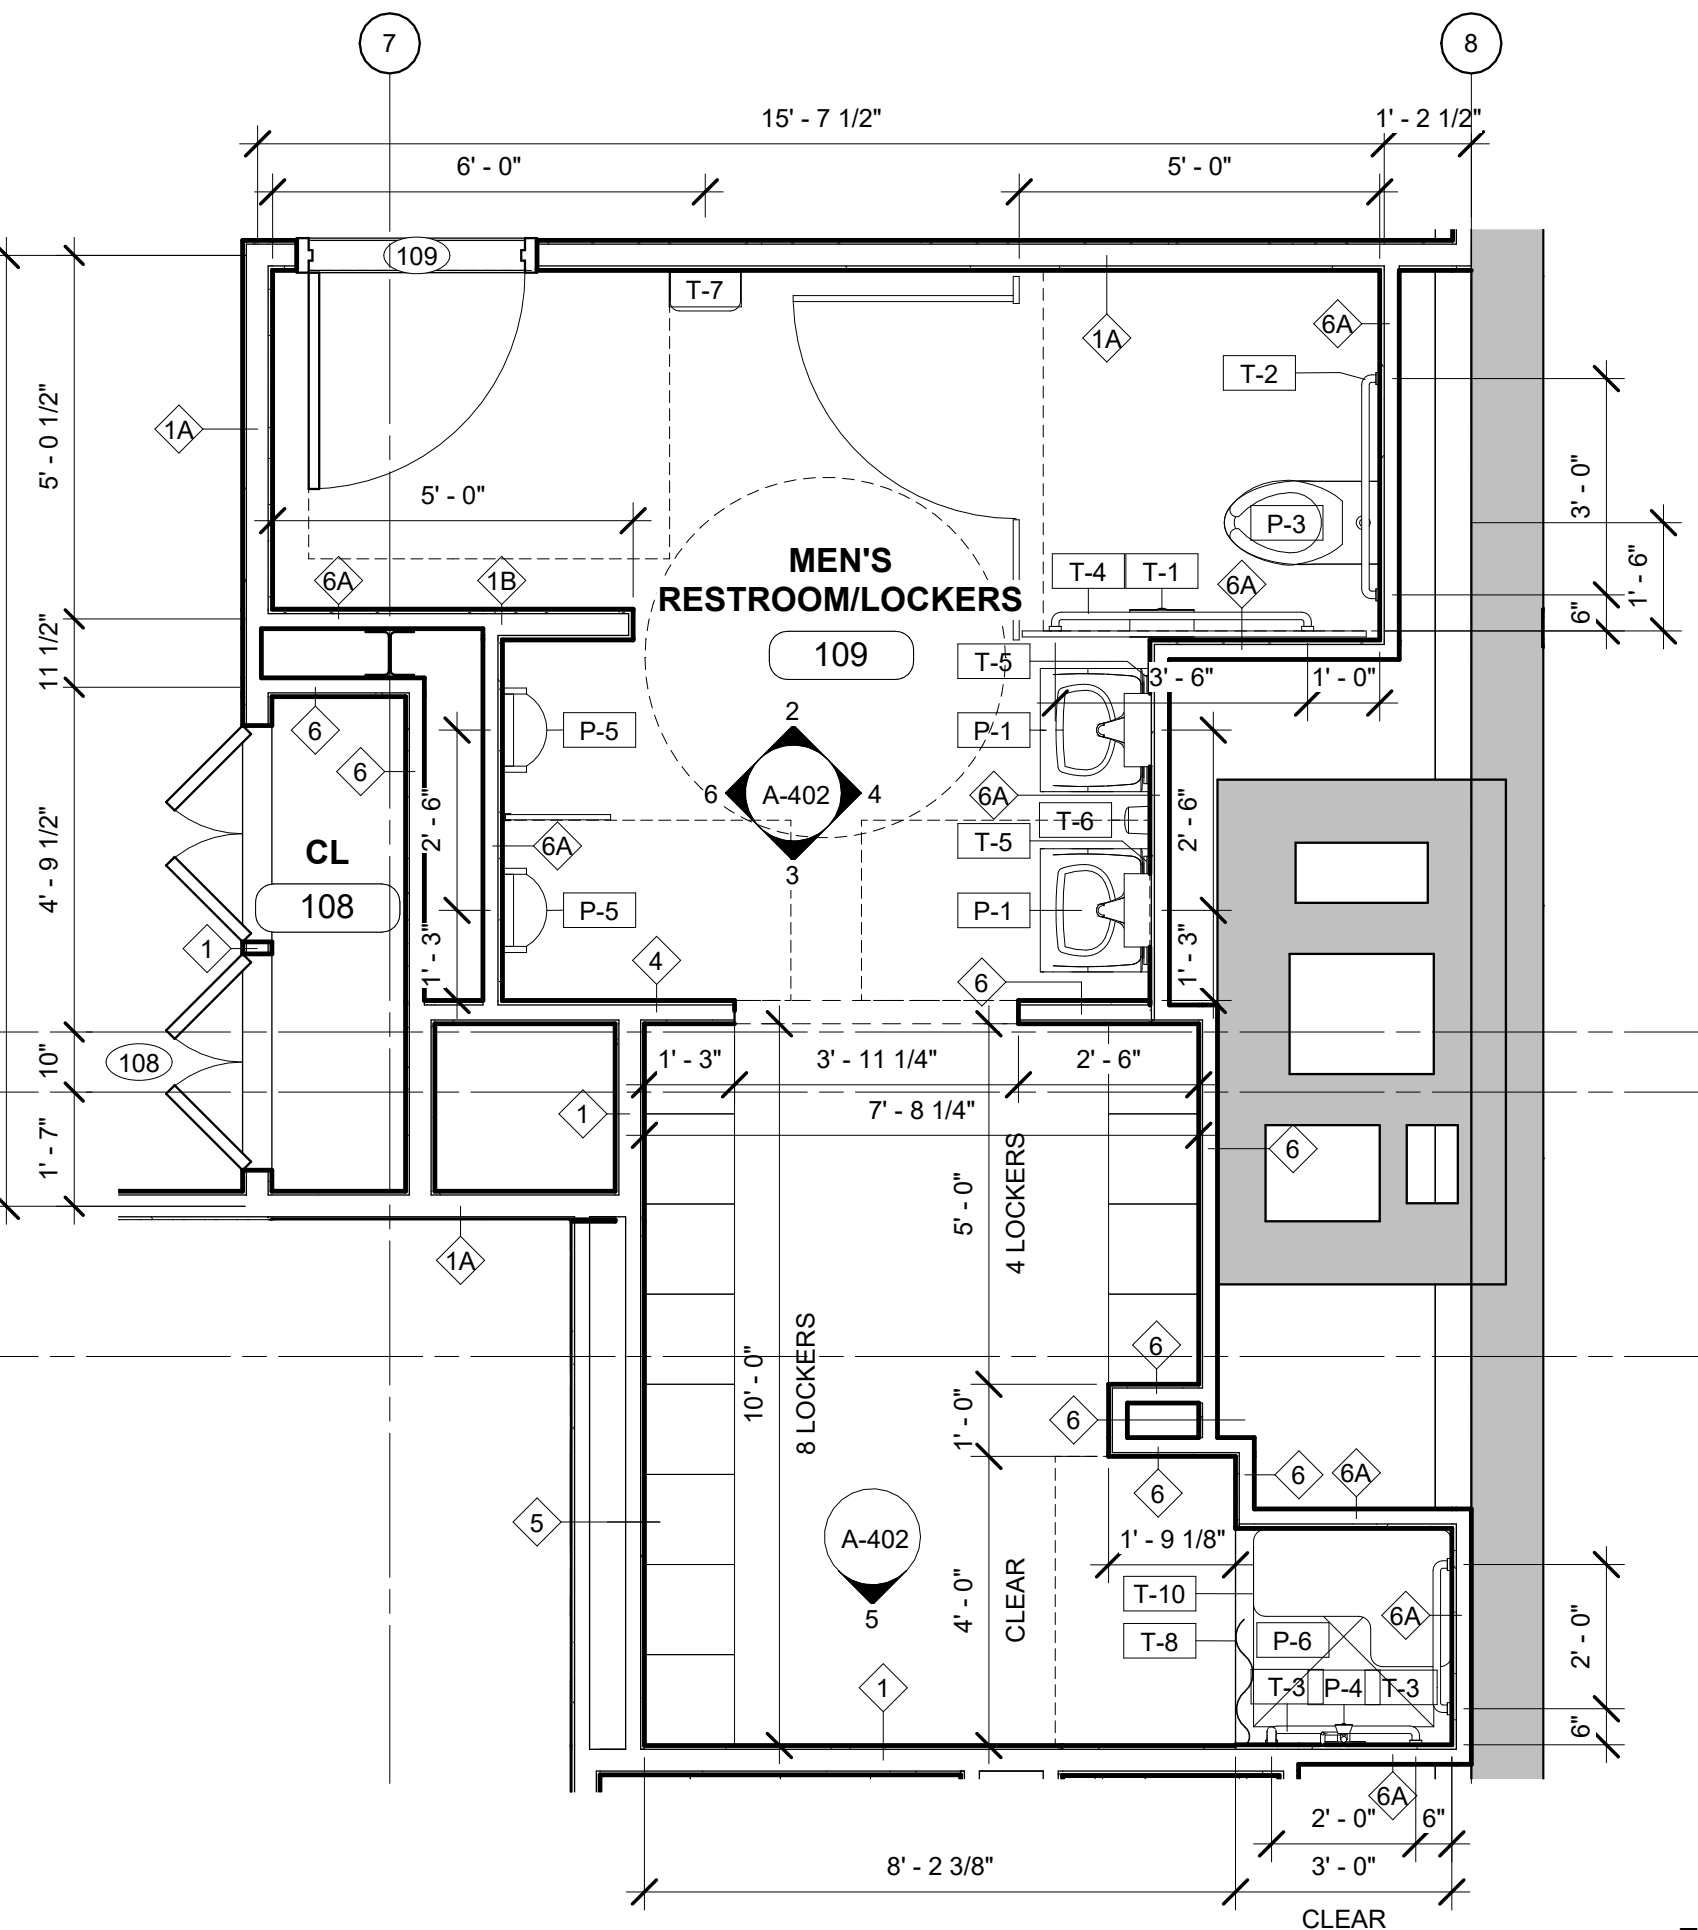 7
8
15' - 7 1/2"
1' - 2 1/2"
6' - 0"
5' - 0"
109
T-7
1A
6A
T-2
5' - 0 1/2"
1A
3' - 0"
5' - 0"
P-3
MEN'S
RESTROOM/LOCKERS
109
6A
1B
T-4
T-1
6A
1' - 6"
6"
11 1/2"
T-5
3' - 6"
1' - 0"
6
P-5
2
P-1
6
2' - 6"
6
A-402
4
6A
2' - 6"
T-6
4' - 9 1/2"
CL
6A
3
T-5
108
P-5
P-1
1
1' - 3"
4
6
1' - 3"
10"
108
1' - 3"
3' - 11 1/4"
2' - 6"
1
7' - 8 1/4"
1' - 7"
5' - 0"
4 LOCKERS
6
1A
10' - 0"
8 LOCKERS
6
1' - 0"
6
6
6A
6
5
A-402
5
1' - 9 1/8"
4' - 0"
CLEAR
T-10
T-8
6A
P-6
2' - 0"
1
T-3
P-4
T-3
6"
6A
2' - 0"
6"
8' - 2 3/8"
3' - 0"
CLEAR